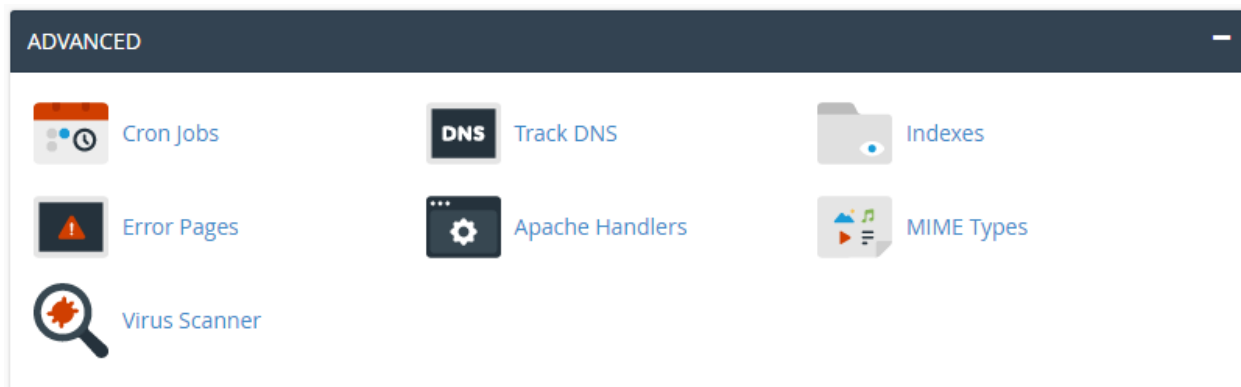 ADVANCED
Cron Jobs
DNS
Track DNS
Indexes
Error Pages
Apache Handlers
MIME Types
Virus Scanner